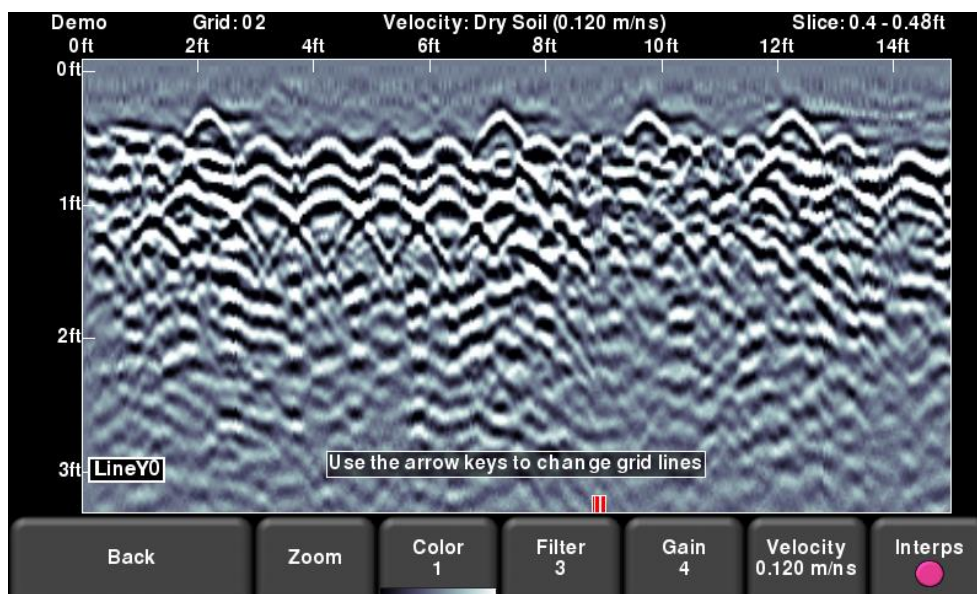 Demo Grid: 02 Velocity: Dry Soil (0.120 m/ns) Slice: 0.4 - 0.48ft
0ft 2ft 4ft 6ft 8ft 10ft 12ft 14ft
0ft
1ft
2ft
3ft
LineY0
Use the arrow keys to change grid lines
Back Zoom Color Filter Gain Velocity Interps
1 3 4 0.120 m/ns